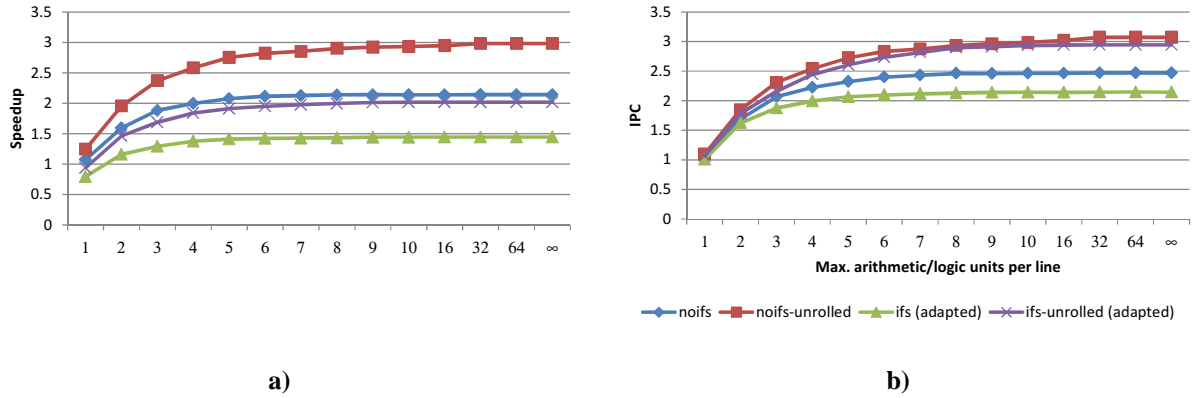 3.5
3
2.5
2
1.5
1
0.5
0
Speedup
1 2 3 4 5 6 7 8 9 10 16 32 64 ∞
a)
3.5
3
2.5
2
1.5
1
0.5
0
IPC
1 2 3 4 5 6 7 8 9 10 16 32 64 ∞
Max. arithmetic/logic units per line
noifs noifs-unrolled ifs (adapted) ifs-unrolled (adapted)
b)